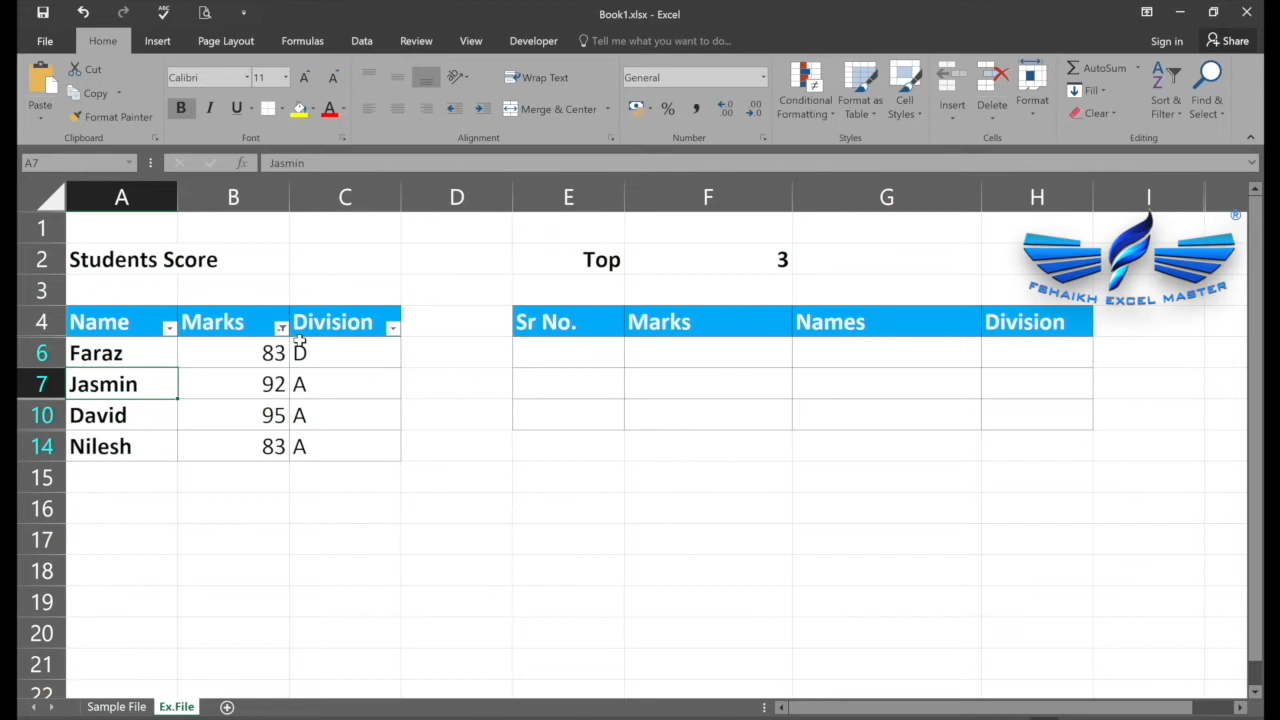 Book1.xlsx - Excel
File Home Insert Page Layout Formulas Data Review View Developer Tell me what you want to do... Sign in Share
Paste
Cut
Copy
Format Painter
Clipboard
Calibri 11
B I U
Font
Wrap Text
Merge & Center
Alignment
General
% ,
Number
Conditional Formatting
Format as Table
Cell Styles
Styles
Insert Delete Format
Cells
AutoSum
Fill
Clear
Sort & Filter
Find & Select
Editing
A7 fx Jasmin
A B C D E F G H I
1
2 Students Score Top 3
3
4 Name Marks Division Sr No. Marks Names Division
6 Faraz 83 D
7 Jasmin 92 A
10 David 95 A
14 Nilesh 83 A
15
16
17
18
19
20
21
22
FSHAIKH EXCEL MASTER
®
Sample File Ex.File